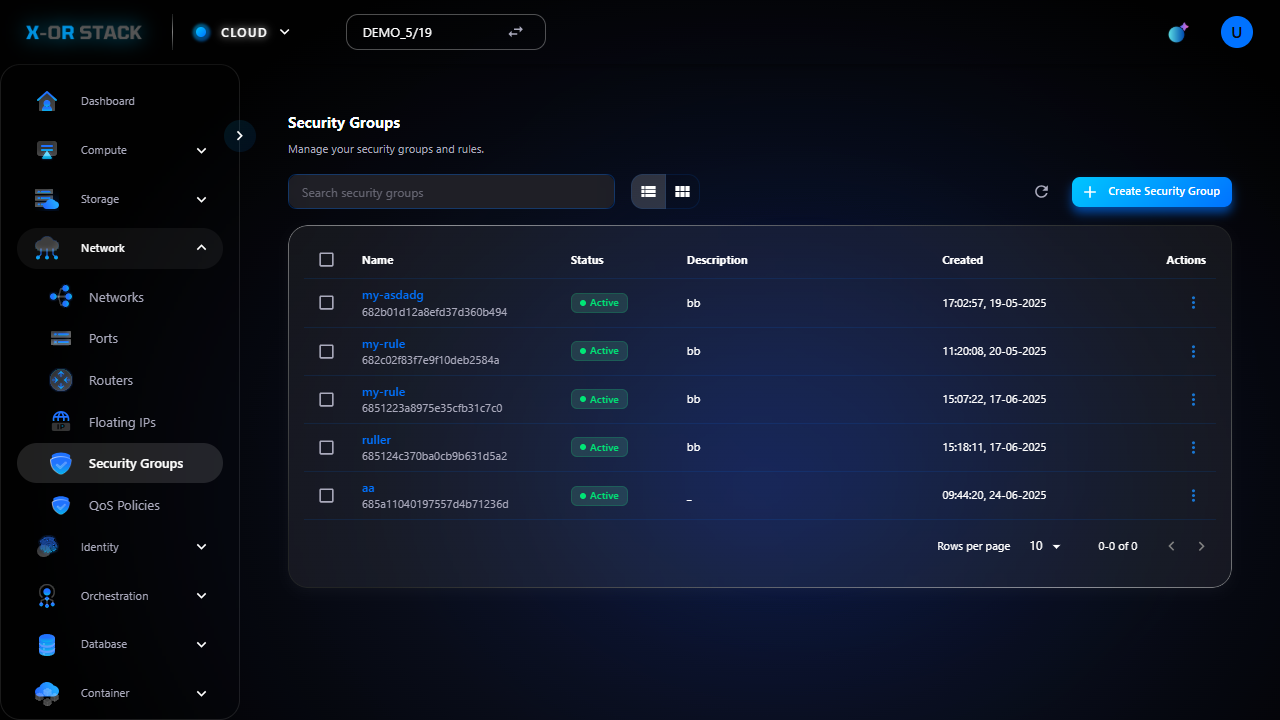 X-OR STACK
CLOUD
DEMO_5/19
U
Dashboard
Compute
Storage
Network
Networks
Ports
Routers
Floating IPs
Security Groups
QoS Policies
Identity
Orchestration
Database
Container
Security Groups
Manage your security groups and rules.
Search security groups
Create Security Group
Name Status Description Created Actions
my-asdadg
682b01d12a8efd37d360b494
Active bb 17:02:57, 19-05-2025
my-rule
682c02f83f7e9f10deb2584a
Active bb 11:20:08, 20-05-2025
my-rule
6851223a8975e35cfb31c7c0
Active bb 15:07:22, 17-06-2025
ruller
685124c370ba0cb9b631d5a2
Active bb 15:18:11, 17-06-2025
aa
685a11040197557d4b71236d
Active _ 09:44:20, 24-06-2025
Rows per page 10 0-0 of 0